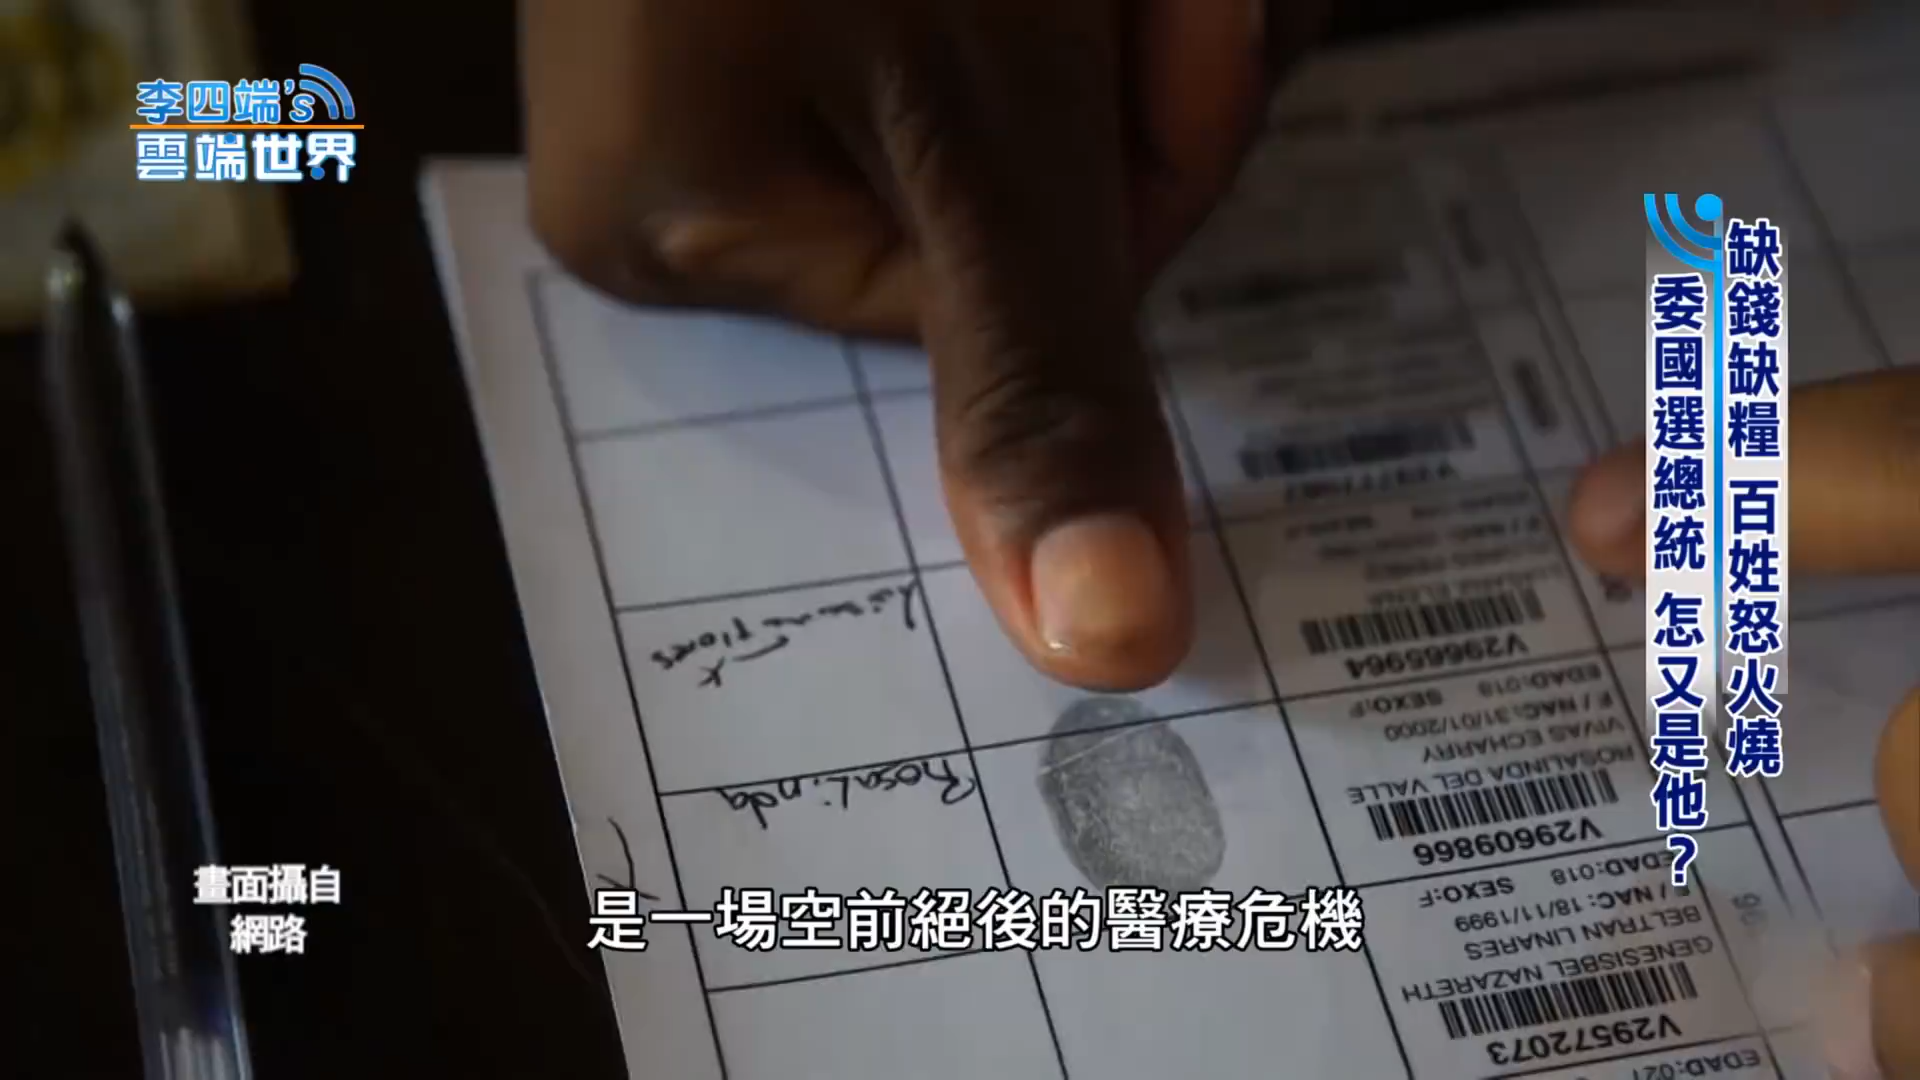 李四端's
雲端世界
缺錢缺糧 百姓怒火燒
委國選總統 怎又是他?
V29665964
EDAD:018 SEXO:F
F / NAC:31/01/2000
VIVAS ECHARRY
ROSALINDA DEL VALLE
V29609866
EDAD:018 SEXO:F
F / NAC:18/11/1999
BELTRAN LINARES
GENESISBEL NAZARETH
V29572073
EDAD:021
Rosalinda
畫面攝自
網路
是一場空前絕後的醫療危機